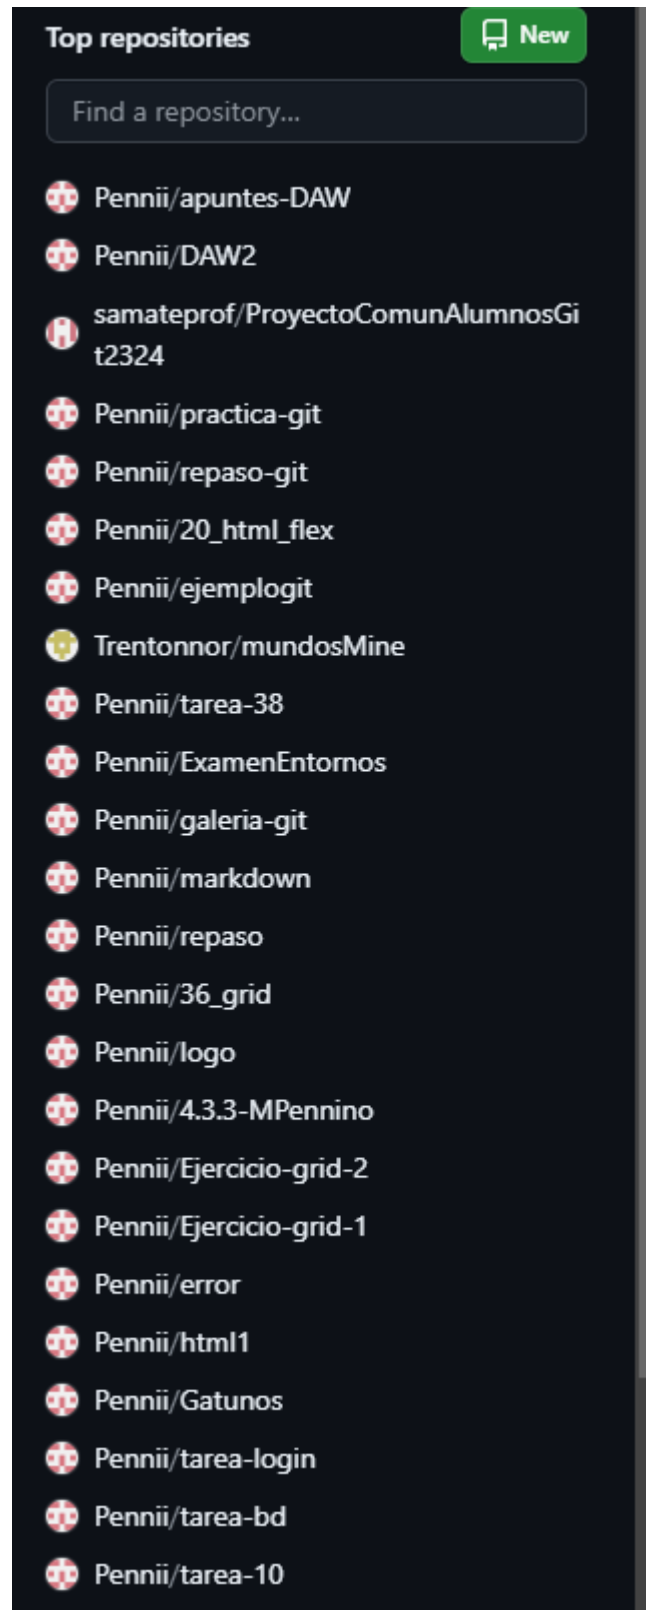 Top repositories
New
Find a repository...
Pennii/apuntes-DAW
Pennii/DAW2
samateprof/ProyectoComunAlumnosGi
t2324
Pennii/practica-git
Pennii/repaso-git
Pennii/20_html_flex
Pennii/ejemplogit
Trentonnor/mundosMine
Pennii/tarea-38
Pennii/ExamenEntornos
Pennii/galeria-git
Pennii/markdown
Pennii/repaso
Pennii/36_grid
Pennii/logo
Pennii/4.3.3-MPennino
Pennii/Ejercicio-grid-2
Pennii/Ejercicio-grid-1
Pennii/error
Pennii/html1
Pennii/Gatunos
Pennii/tarea-login
Pennii/tarea-bd
Pennii/tarea-10